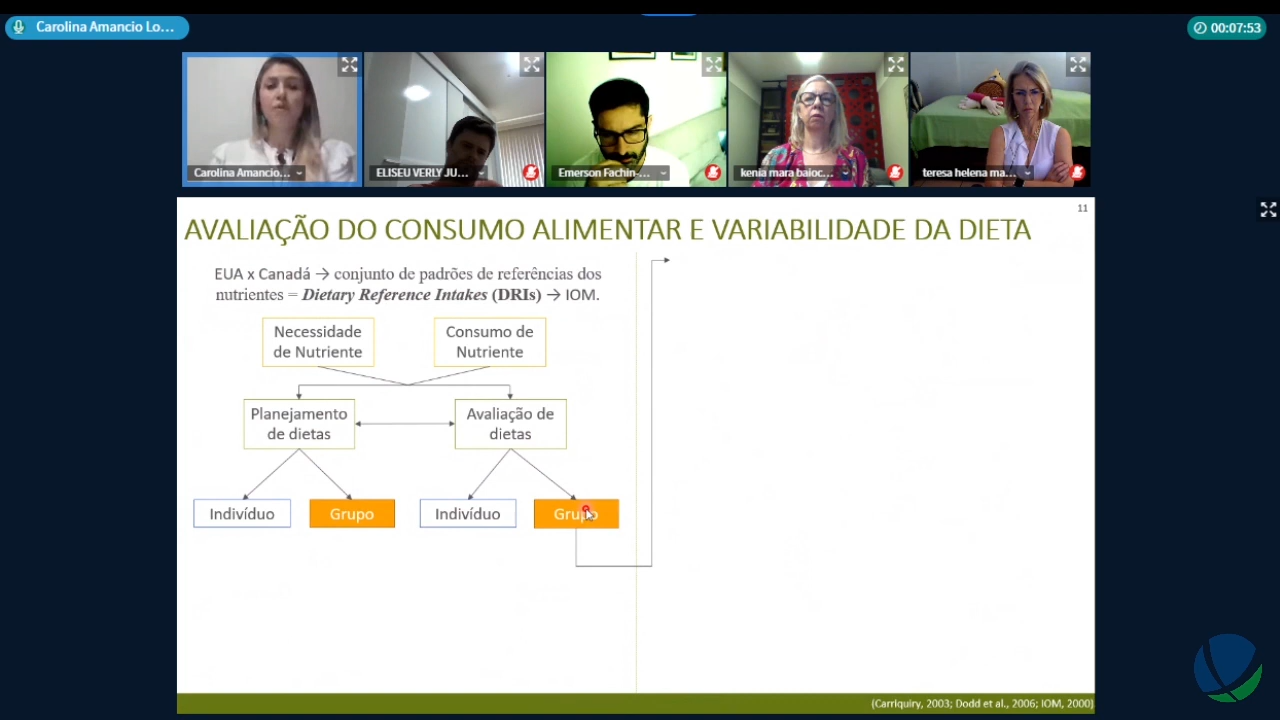 Carolina Amancio Lo...
00:07:53
Carolina Amancio...
ELISEU VERLY JU...
Emerson Fachin-...
kenia mara baioc...
teresa helena ma...
11
AVALIAÇÃO DO CONSUMO ALIMENTAR E VARIABILIDADE DA DIETA
EUA x Canadá → conjunto de padrões de referências dos
nutrientes = Dietary Reference Intakes (DRIs) → IOM.
Necessidade
de Nutriente
Consumo de
Nutriente
Planejamento
de dietas
Avaliação de
dietas
Indivíduo
Grupo
Indivíduo
Grupo
(Carriquiry, 2003; Dodd et al., 2006; IOM, 2000)